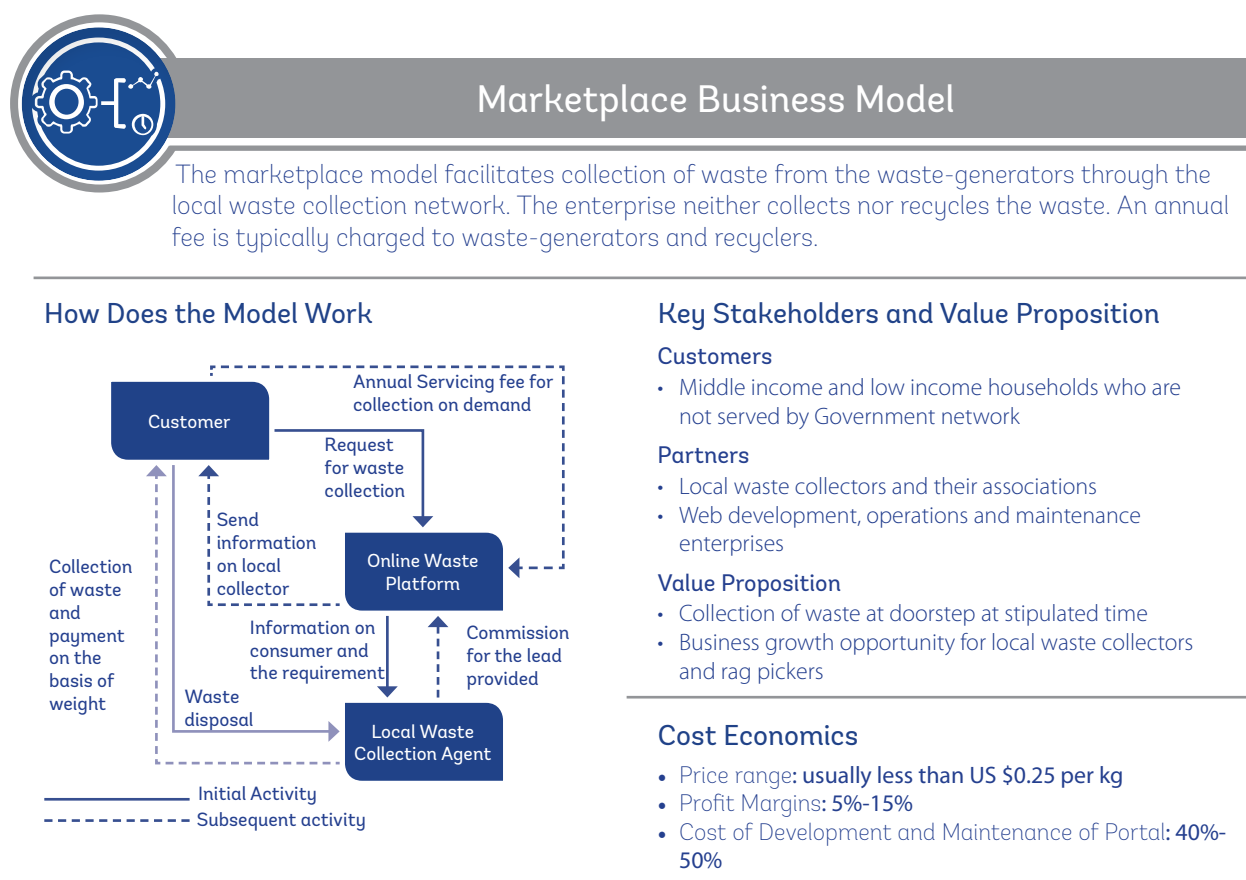 Marketplace Business Model
The marketplace model facilitates collection of waste from the waste-generators through the
local waste collection network. The enterprise neither collects nor recycles the waste. An annual
fee is typically charged to waste-generators and recyclers.
How Does the Model Work
Annual Servicing fee for
collection on demand
Customer
Request
for waste
collection
Send
information
on local
collector
Online Waste
Platform
Collection
of waste
and
payment
on the
basis of
weight
Information on
consumer and
the requirement
Commission
for the lead
provided
Waste
disposal
Local Waste
Collection Agent
Initial Activity
Subsequent activity
Key Stakeholders and Value Proposition
Customers
• Middle income and low income households who are
not served by Government network
Partners
• Local waste collectors and their associations
• Web development, operations and maintenance
enterprises
Value Proposition
• Collection of waste at doorstep at stipulated time
• Business growth opportunity for local waste collectors
and rag pickers
Cost Economics
• Price range: usually less than US $0.25 per kg
• Profit Margins: 5%-15%
• Cost of Development and Maintenance of Portal: 40%-
50%